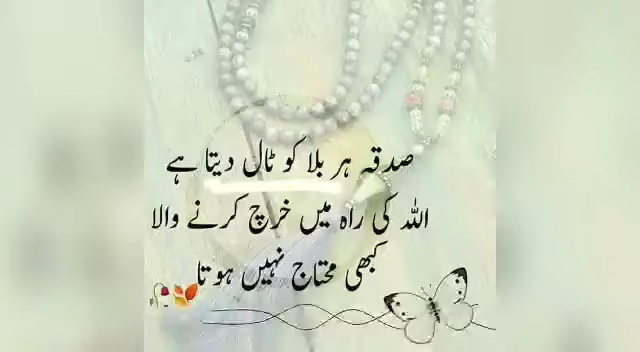 صدقہ ہر بلا کو ٹال دیتا ہے
اللہ کی راہ میں خرچ کرنے والا
کبھی محتاج نہیں ہوتا